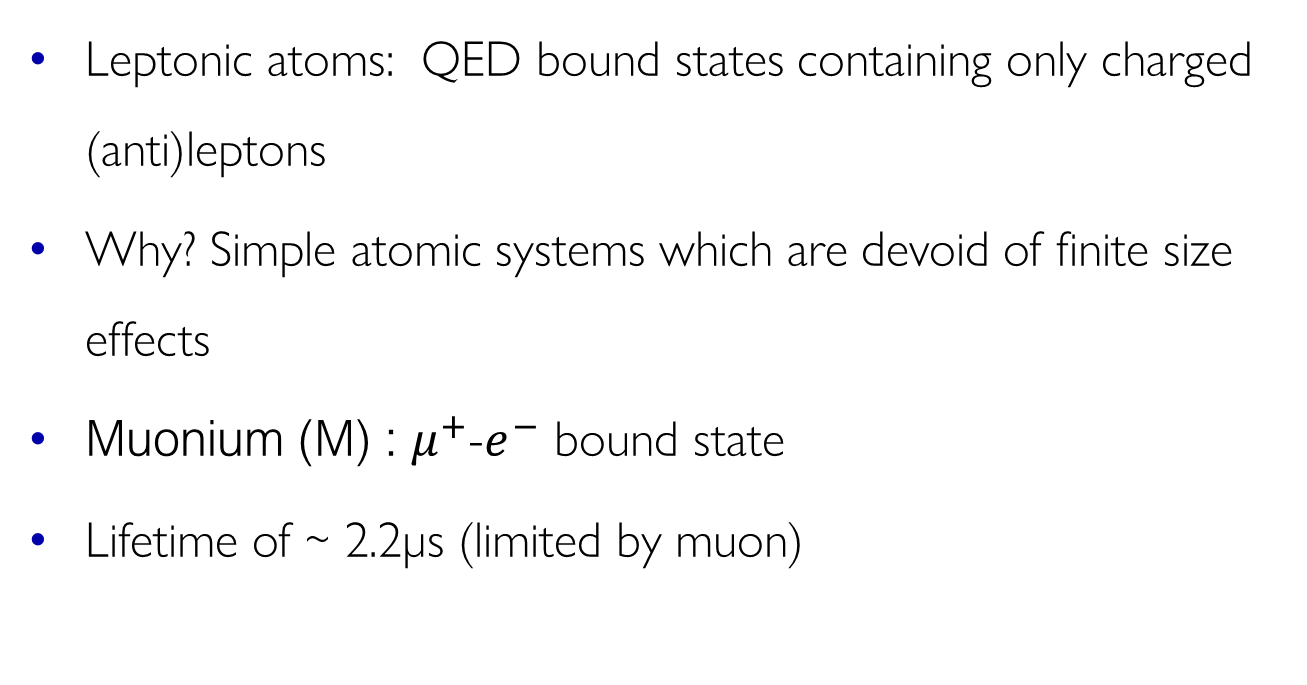 • Leptonic atoms: QED bound states containing only charged
(anti)leptons
• Why? Simple atomic systems which are devoid of finite size
effects
• Muonium (M) : μ⁺-e⁻ bound state
• Lifetime of ~ 2.2μs (limited by muon)